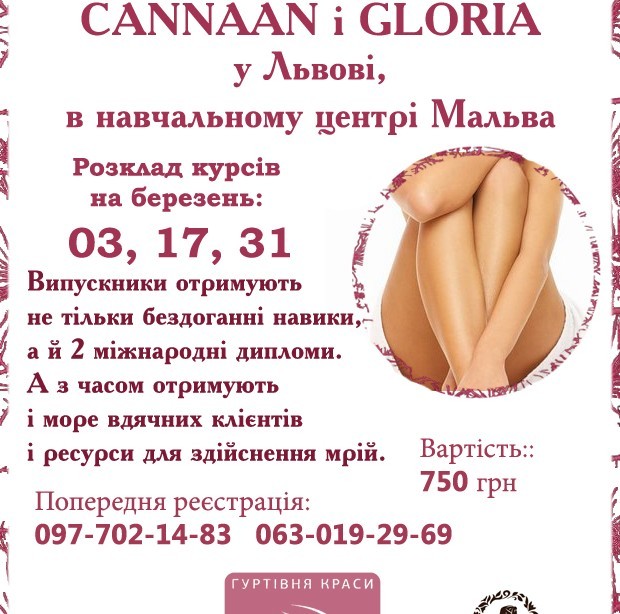 CANNAAN і GLORIA
у Львові,
в навчальному центрі Мальва
Розклад курсів
на березень:
03, 17, 31
Випускники отримують
не тільки бездоганні навики,
а й 2 міжнародні дипломи.
А з часом отримують
і море вдячних клієнтів
і ресурси для здійснення мрій.
Вартість::
750 грн
Попередня реєстрація:
097-702-14-83 063-019-29-69
ГУРТІВНЯ КРАСИ